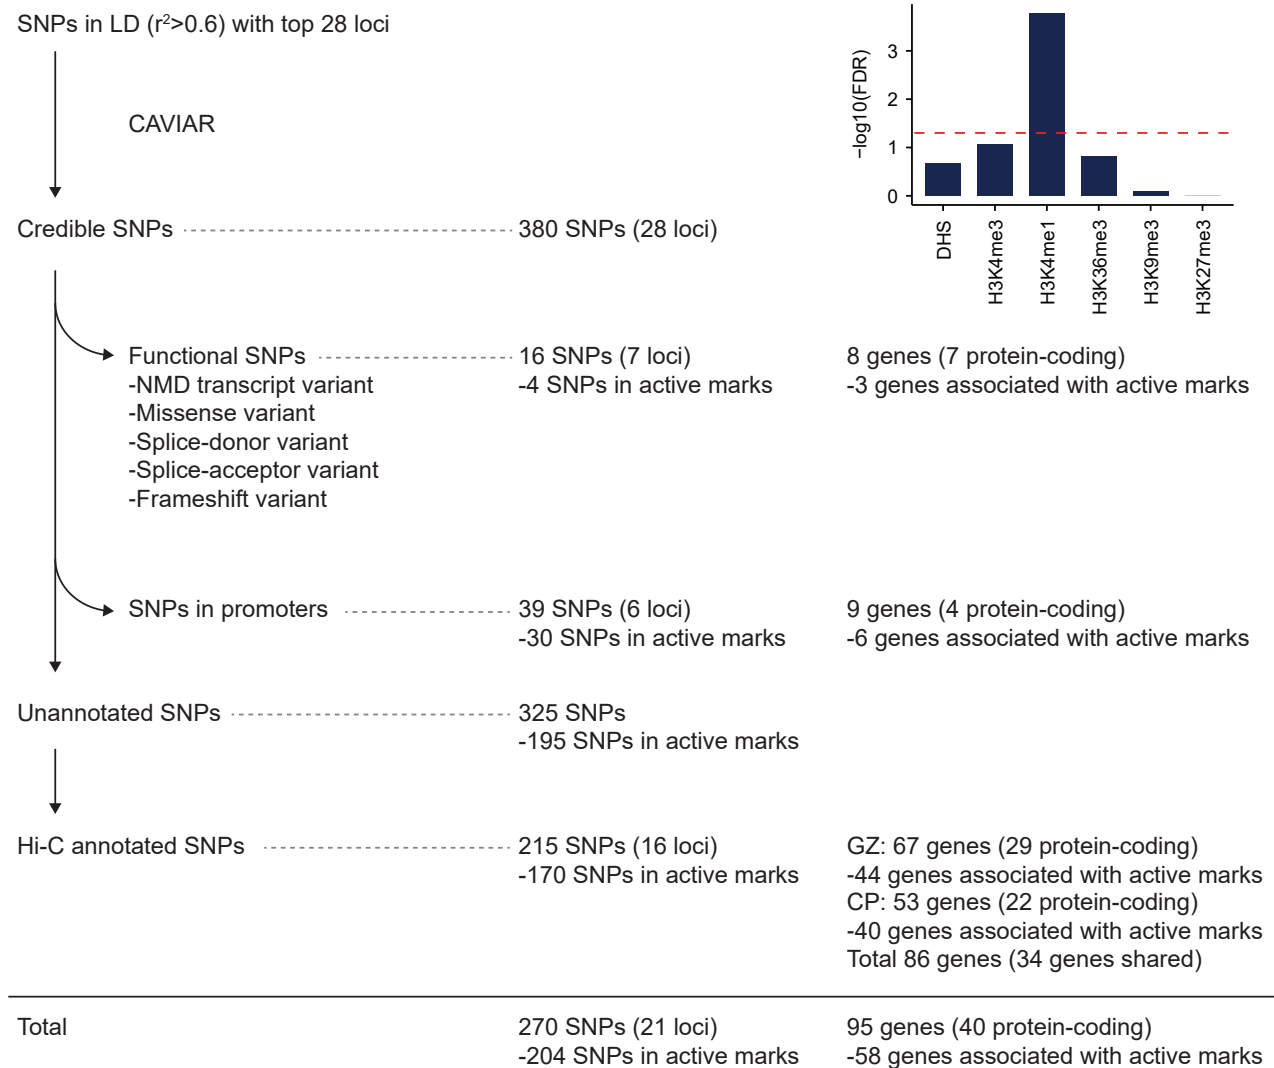 SNPs in LD (r²>0.6) with top 28 loci
CAVIAR
−log10(FDR)
3
2
1
0
DHS
H3K4me3
H3K4me1
H3K36me3
H3K9me3
H3K27me3
Credible SNPs
380 SNPs (28 loci)
Functional SNPs
16 SNPs (7 loci)
8 genes (7 protein-coding)
-NMD transcript variant
-4 SNPs in active marks
-3 genes associated with active marks
-Missense variant
-Splice-donor variant
-Splice-acceptor variant
-Frameshift variant
SNPs in promoters
39 SNPs (6 loci)
9 genes (4 protein-coding)
-30 SNPs in active marks
-6 genes associated with active marks
Unannotated SNPs
325 SNPs
-195 SNPs in active marks
Hi-C annotated SNPs
215 SNPs (16 loci)
GZ: 67 genes (29 protein-coding)
-170 SNPs in active marks
-44 genes associated with active marks
CP: 53 genes (22 protein-coding)
-40 genes associated with active marks
Total 86 genes (34 genes shared)
Total
270 SNPs (21 loci)
95 genes (40 protein-coding)
-204 SNPs in active marks
-58 genes associated with active marks